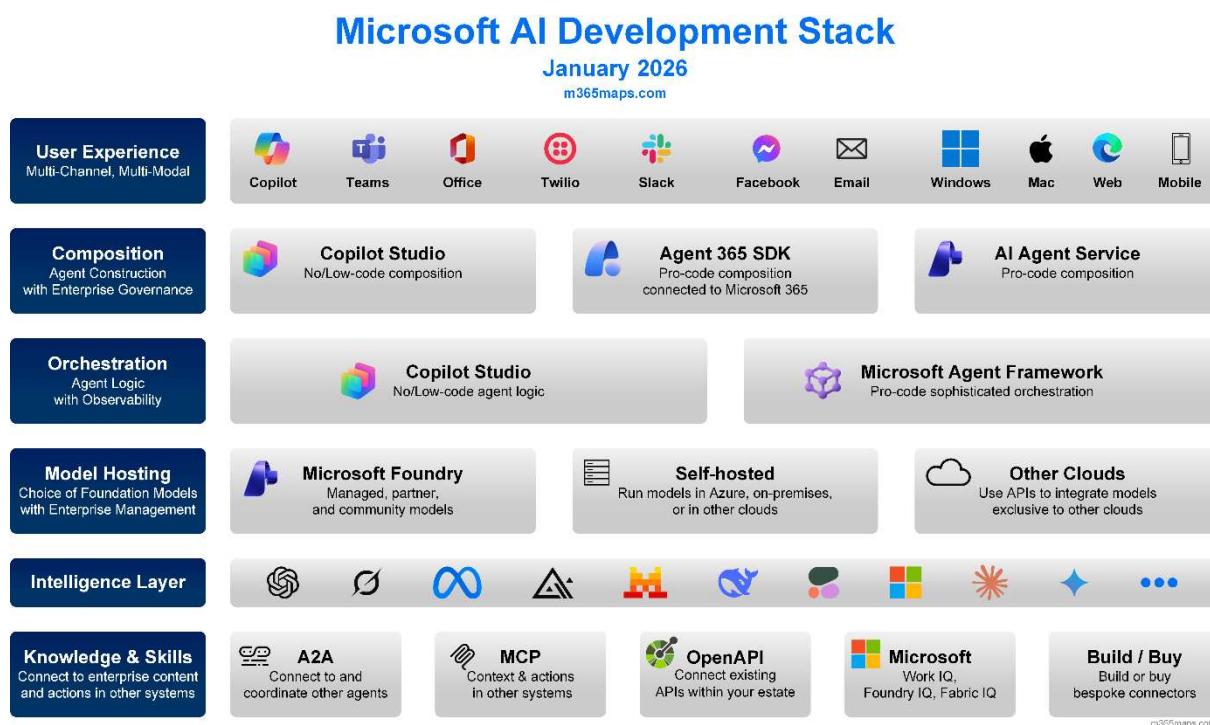 Microsoft AI Development Stack
January 2026
m365maps.com
User Experience
Multi-Channel, Multi-Modal
Copilot
Teams
Office
Twilio
Slack
Facebook
Email
Windows
Mac
Web
Mobile
Composition
Agent Construction
with Enterprise Governance
Copilot Studio
No/Low-code composition
Agent 365 SDK
Pro-code composition
connected to Microsoft 365
AI Agent Service
Pro-code composition
Orchestration
Agent Logic
with Observability
Copilot Studio
No/Low-code agent logic
Microsoft Agent Framework
Pro-code sophisticated orchestration
Model Hosting
Choice of Foundation Models
with Enterprise Management
Microsoft Foundry
Managed, partner,
and community models
Self-hosted
Run models in Azure, on-premises,
or in other clouds
Other Clouds
Use APIs to integrate models
exclusive to other clouds
Intelligence Layer
Knowledge & Skills
Connect to enterprise content
and actions in other systems
A2A
Connect to and
coordinate other agents
MCP
Context & actions
in other systems
OpenAPI
Connect existing
APIs within your estate
Microsoft
Work IQ,
Foundry IQ, Fabric IQ
Build / Buy
Build or buy
bespoke connectors
m365maps.com